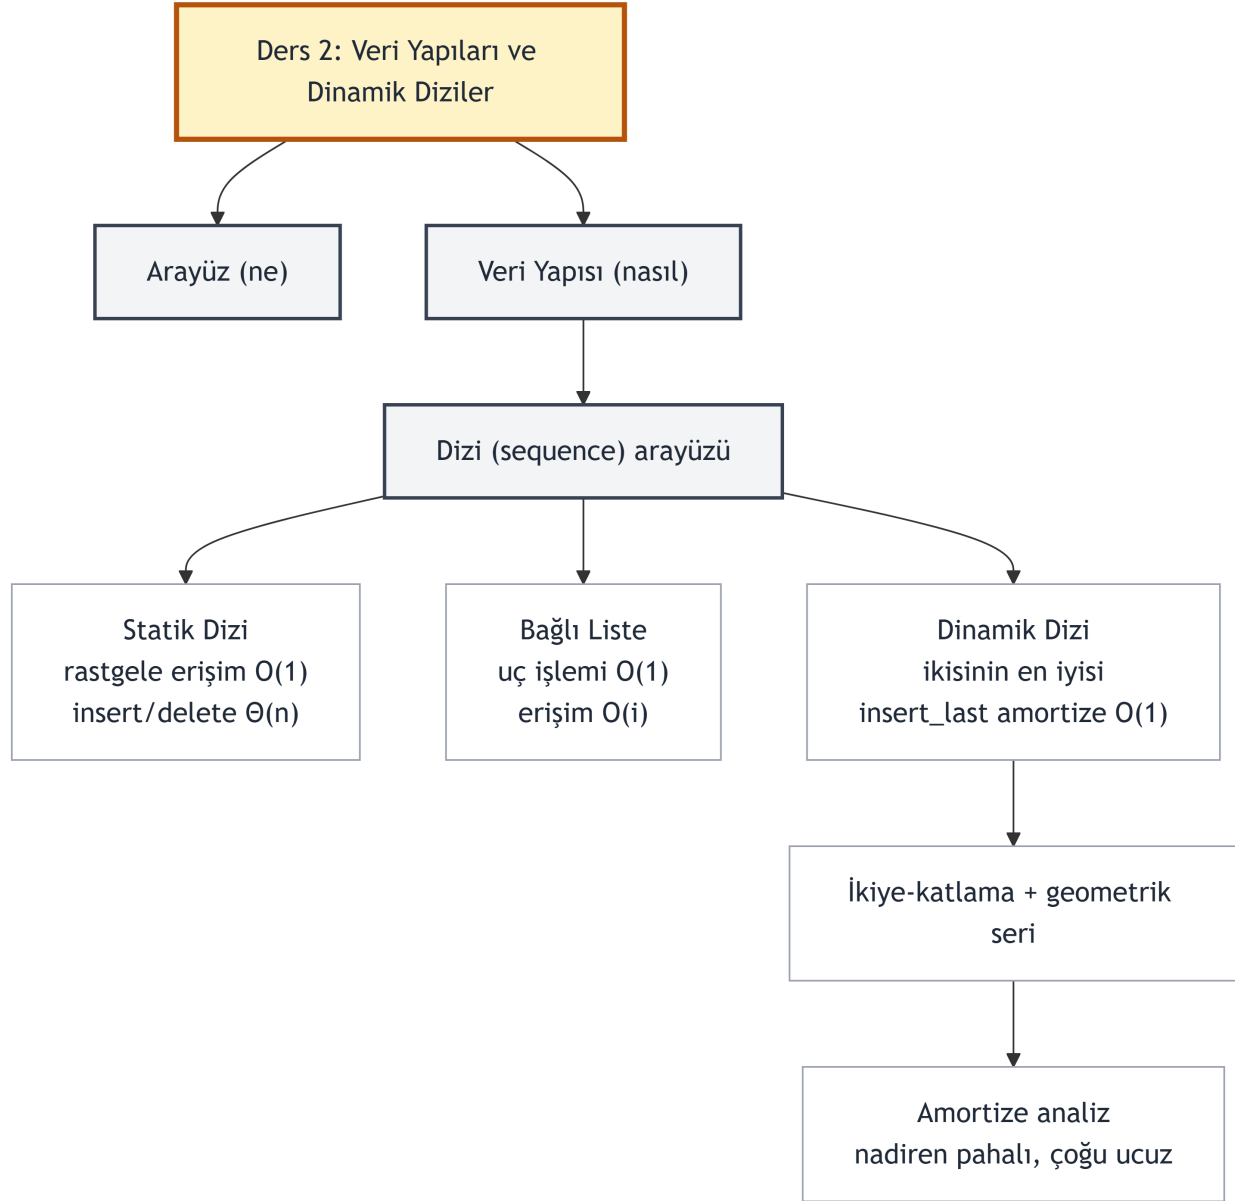 Ders 2: Veri Yapıları ve
Dinamik Diziler
Arayüz (ne)
Veri Yapısı (nasıl)
Dizi (sequence) arayüzü
Statik Dizi
rastgele erişim O(1)
insert/delete Θ(n)
Bağlı Liste
uç işlemi O(1)
erişim O(i)
Dinamik Dizi
ikisinin en iyisi
insert_last amortize O(1)
İkiye-katlama + geometrik
seri
Amortize analiz
nadiren pahalı, çoğu ucuz